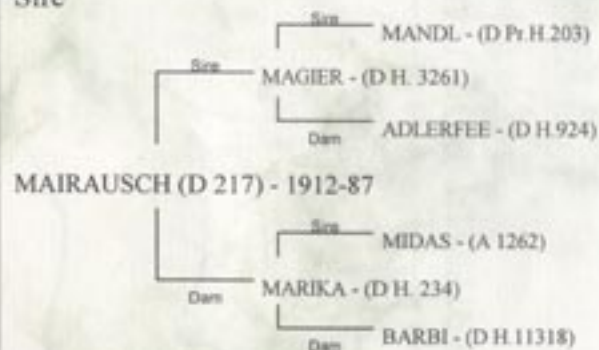 Sire
Sire
MANDL - (D Pr.H.203)
Sire
MAGIER - (D H. 3261)
Dam
ADLERFEE - (D H.924)
MAIRAUSCH (D 217) - 1912-87
Sire
MIDAS - (A 1262)
Dam
MARIKA - (D H. 234)
Dam
BARBI - (D H.11318)